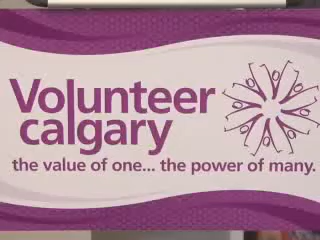 Volunteer
calgary
the value of one... the power of many.